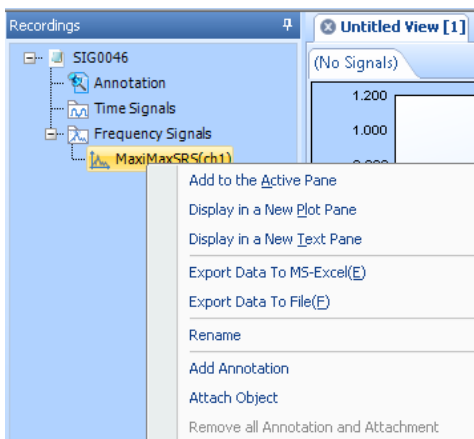 Recordings
Untitled View [1]
SIG0046
(No Signals)
Annotation
1.200
Time Signals
1.000
Frequency Signals
MaxiMaxSRS(ch1)
Add to the Active Pane
Display in a New Plot Pane
Display in a New Text Pane
Export Data To MS-Excel(E)
Export Data To File(F)
Rename
Add Annotation
Attach Object
Remove all Annotation and Attachment